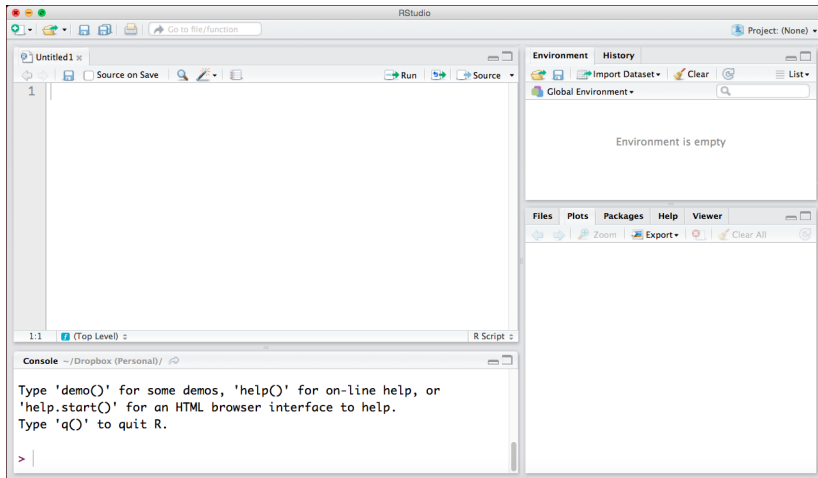 RStudio
Go to file/function
Project: (None)
Untitled1
Source on Save
Run
Source
1
1:1
(Top Level)
R Script
Console ~/Dropbox (Personal)/
Type 'demo()' for some demos, 'help()' for on-line help, or
'help.start()' for an HTML browser interface to help.
Type 'q()' to quit R.
>
Environment History
Import Dataset
Clear
List
Global Environment
Environment is empty
Files Plots Packages Help Viewer
Zoom
Export
Clear All